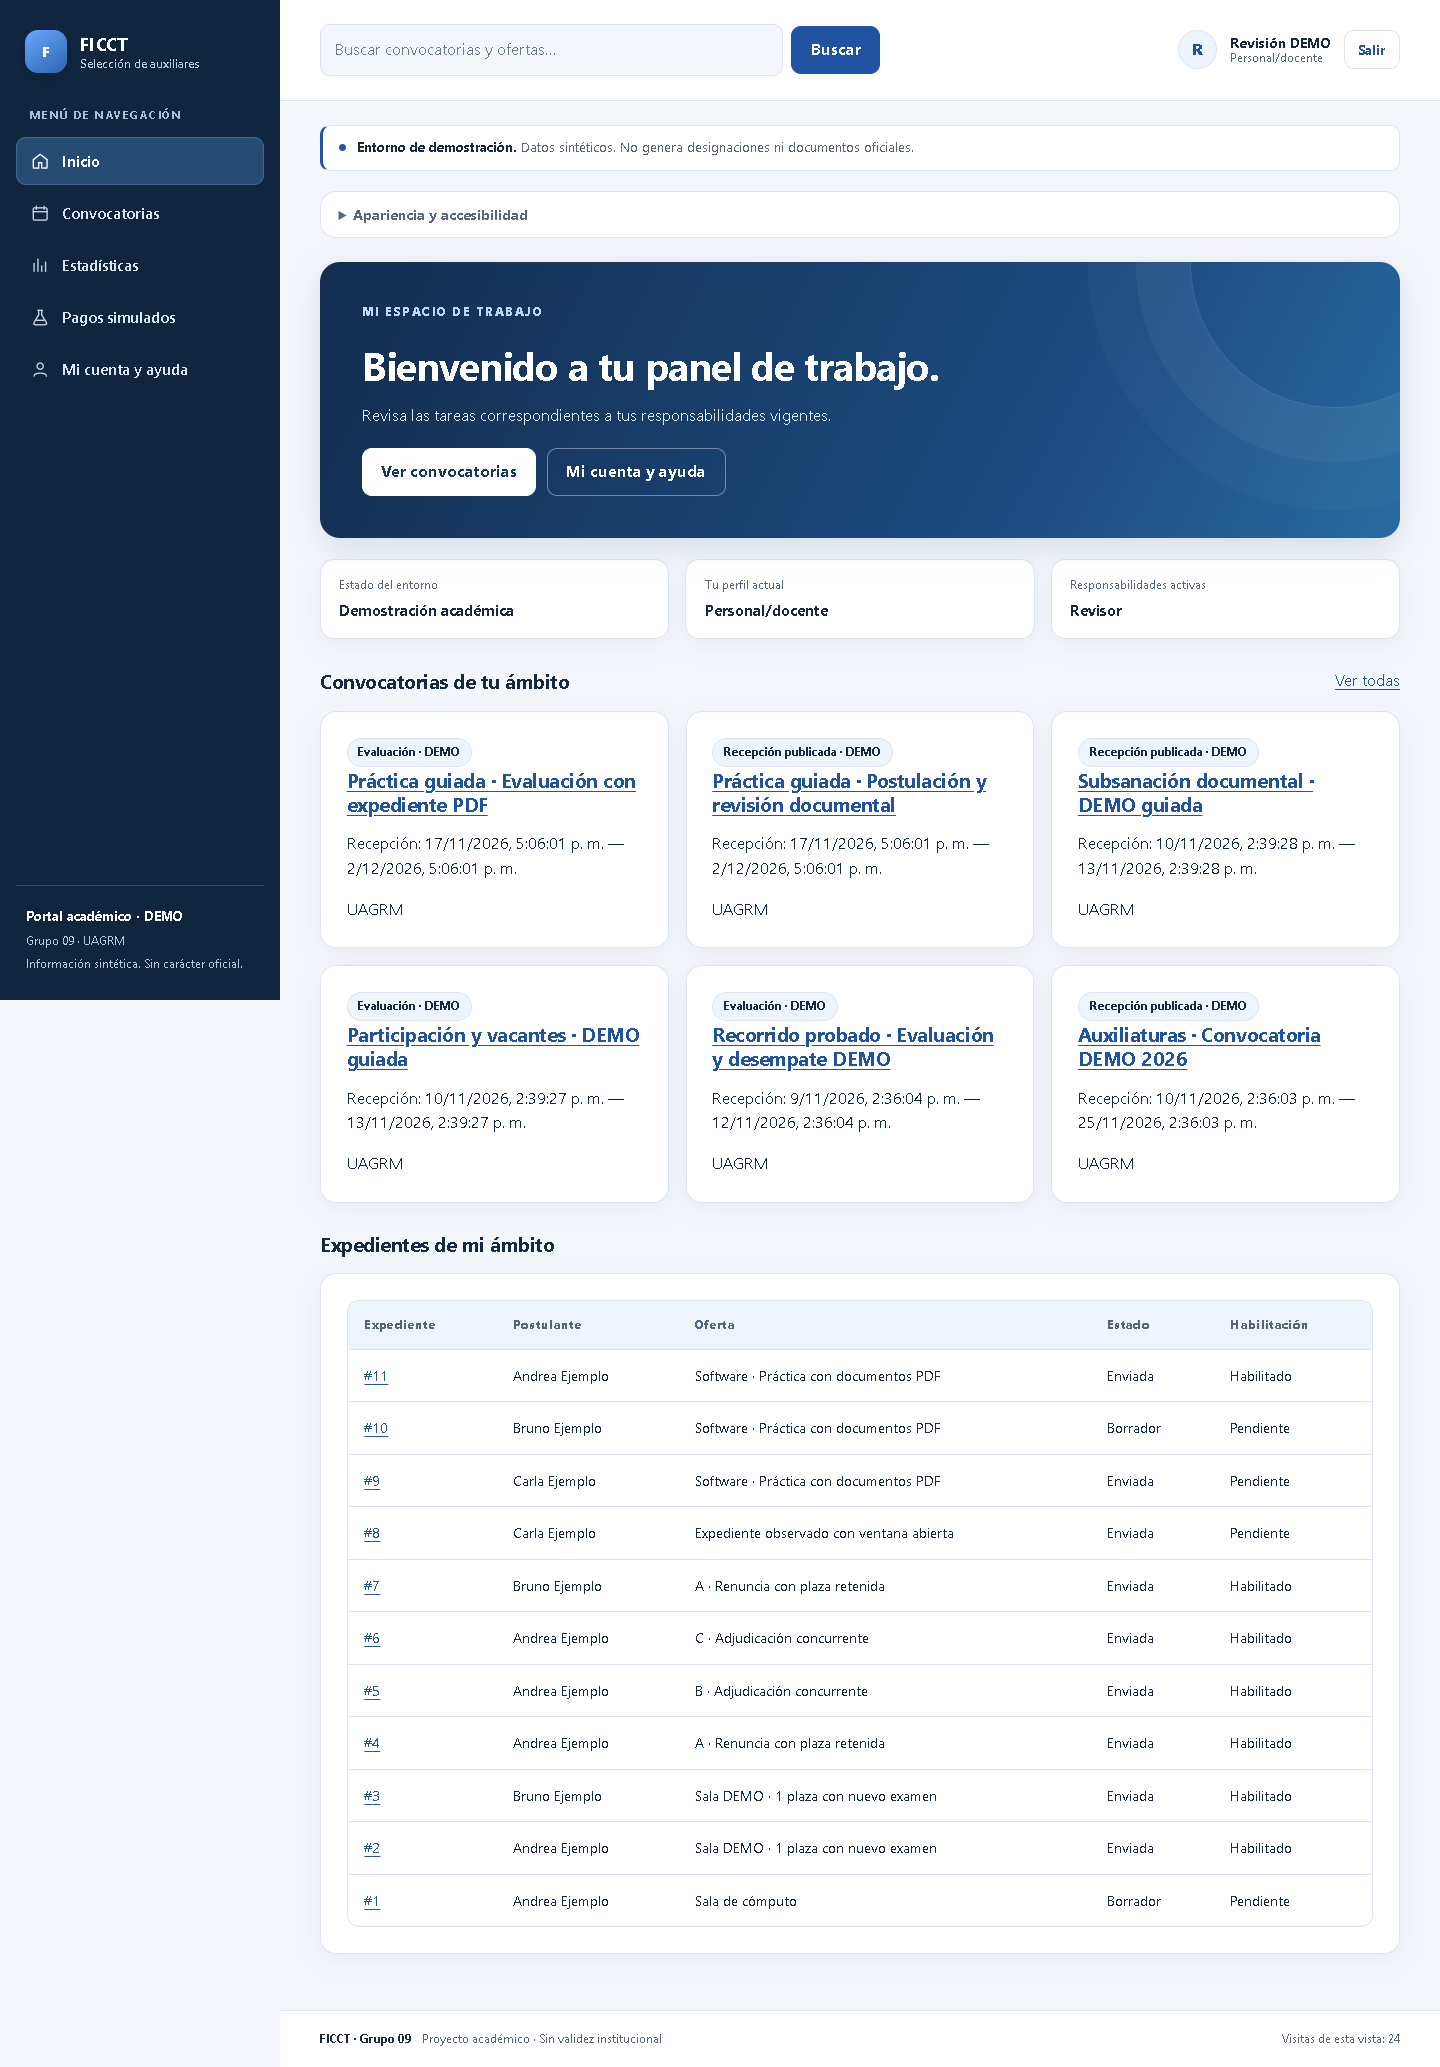 F
FICCT
Selección de auxiliares
MENÚ DE NAVEGACIÓN
Inicio
Convocatorias
Estadísticas
Pagos simulados
Mi cuenta y ayuda
Portal académico · DEMO
Grupo 09 · UAGRM
Información sintética. Sin carácter oficial.
Buscar convocatorias y ofertas...
Buscar
R
Revisión DEMO
Personal/docente
Salir
Entorno de demostración. Datos sintéticos. No genera designaciones ni documentos oficiales.
Apariencia y accesibilidad
MI ESPACIO DE TRABAJO
Bienvenido a tu panel de trabajo.
Revisa las tareas correspondientes a tus responsabilidades vigentes.
Ver convocatorias
Mi cuenta y ayuda
Estado del entorno
Demostración académica
Tu perfil actual
Personal/docente
Responsabilidades activas
Revisor
Convocatorias de tu ámbito
Ver todas
Evaluación · DEMO
Práctica guiada · Evaluación con
expediente PDF
Recepción: 17/11/2026, 5:06:01 p. m. —
2/12/2026, 5:06:01 p. m.
UAGRM
Recepción publicada · DEMO
Práctica guiada · Postulación y
revisión documental
Recepción: 17/11/2026, 5:06:01 p. m. —
2/12/2026, 5:06:01 p. m.
UAGRM
Recepción publicada · DEMO
Subsanación documental ·
DEMO guiada
Recepción: 10/11/2026, 2:39:28 p. m. —
13/11/2026, 2:39:28 p. m.
UAGRM
Evaluación · DEMO
Participación y vacantes · DEMO
guiada
Recepción: 10/11/2026, 2:39:27 p. m. —
13/11/2026, 2:39:27 p. m.
UAGRM
Evaluación · DEMO
Recorrido probado · Evaluación
y desempate DEMO
Recepción: 9/11/2026, 2:36:04 p. m. —
12/11/2026, 2:36:04 p. m.
UAGRM
Recepción publicada · DEMO
Auxiliaturas · Convocatoria
DEMO 2026
Recepción: 10/11/2026, 2:36:03 p. m. —
25/11/2026, 2:36:03 p. m.
UAGRM
Expedientes de mi ámbito
Expediente Postulante Oferta Estado Habilitación
#11 Andrea Ejemplo Software · Práctica con documentos PDF Enviada Habilitado
#10 Bruno Ejemplo Software · Práctica con documentos PDF Borrador Pendiente
#9 Carla Ejemplo Software · Práctica con documentos PDF Enviada Pendiente
#8 Carla Ejemplo Expediente observado con ventana abierta Enviada Pendiente
#7 Bruno Ejemplo A · Renuncia con plaza retenida Enviada Habilitado
#6 Andrea Ejemplo C · Adjudicación concurrente Enviada Habilitado
#5 Andrea Ejemplo B · Adjudicación concurrente Enviada Habilitado
#4 Andrea Ejemplo A · Renuncia con plaza retenida Enviada Habilitado
#3 Bruno Ejemplo Sala DEMO · 1 plaza con nuevo examen Enviada Habilitado
#2 Andrea Ejemplo Sala DEMO · 1 plaza con nuevo examen Enviada Habilitado
#1 Andrea Ejemplo Sala de cómputo Borrador Pendiente
FICCT · Grupo 09 Proyecto académico · Sin validez institucional
Visitas de esta vista: 24